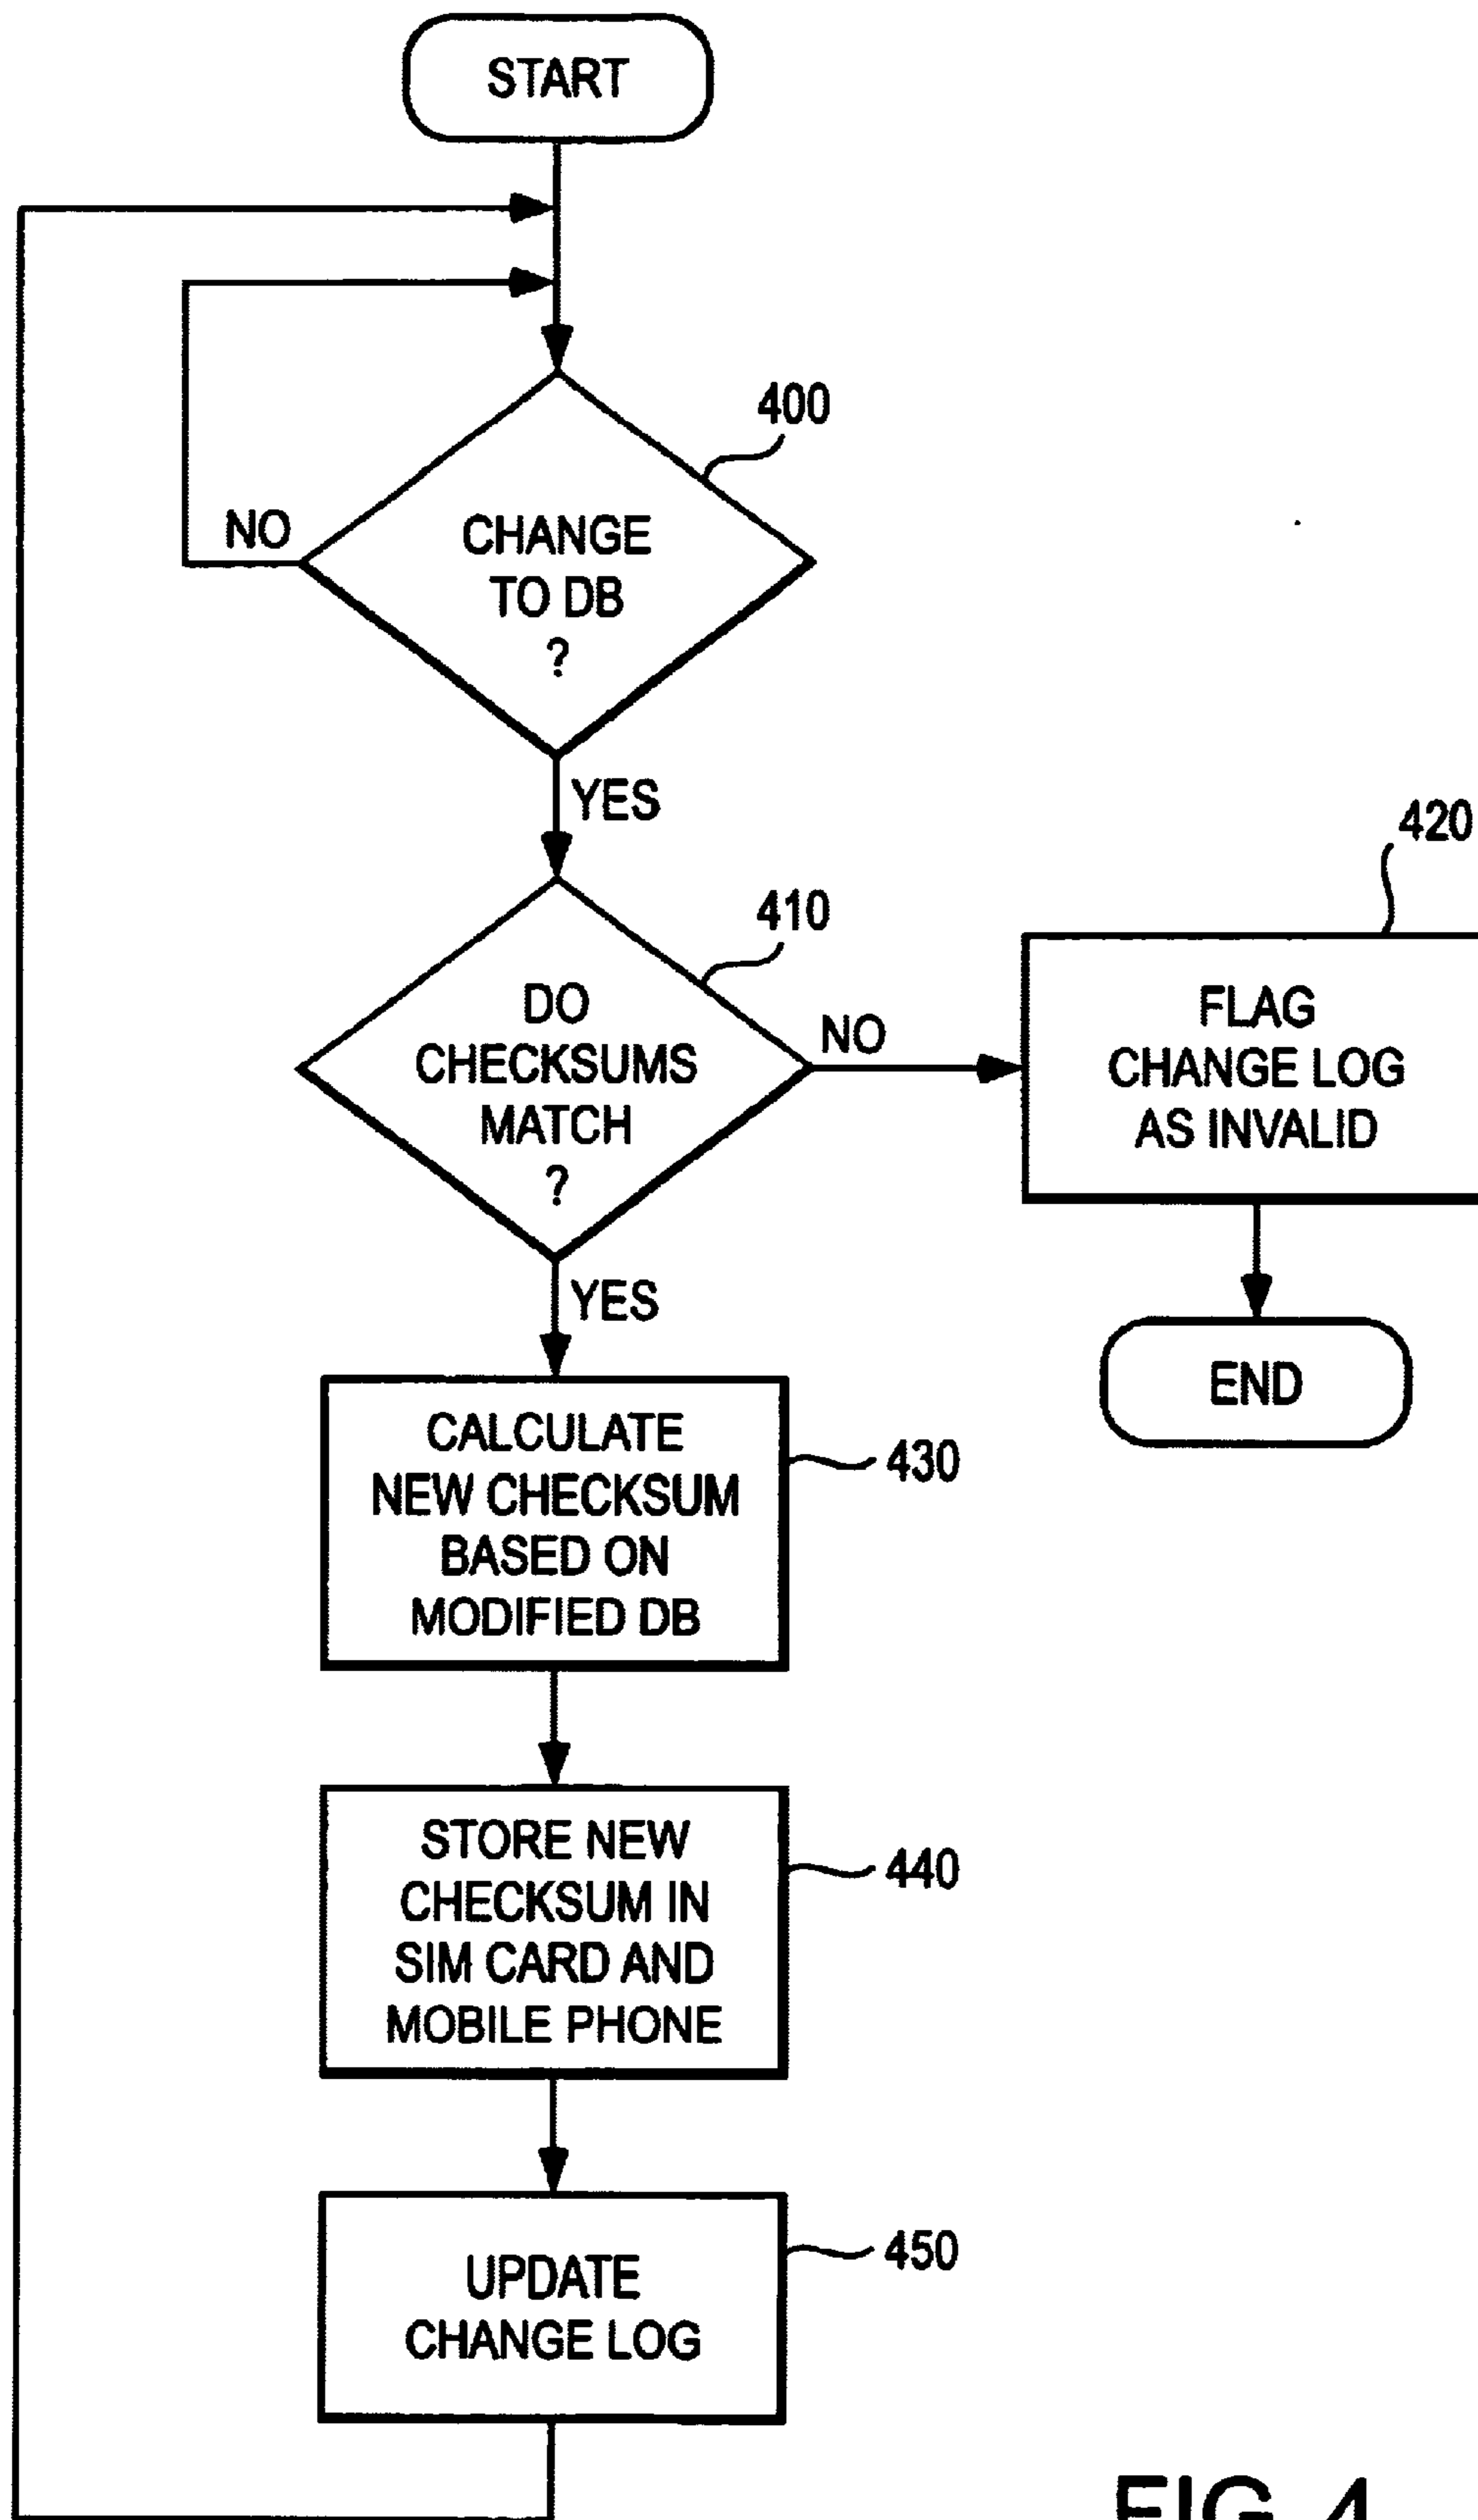 START
400
NO
CHANGE
TO DB
?
YES
420
410
DO
CHECKSUMS
MATCH
?
NO
FLAG
CHANGE LOG
AS INVALID
YES
END
CALCULATE
NEW CHECKSUM
BASED ON
MODIFIED DB
430
STORE NEW
CHECKSUM IN
SIM CARD AND
MOBILE PHONE
440
UPDATE
CHANGE LOG
450
FIG. 4